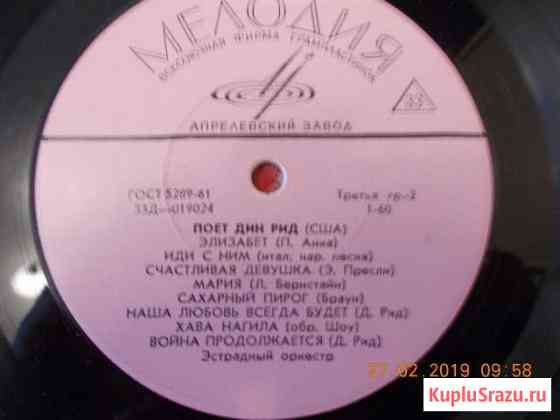 МЕЛОДИЯ
ВСЕСОЮЗНАЯ ФИРМА ГРАМПЛАСТИНОК
33
АПРЕЛЕВСКИЙ ЗАВОД
ГОСТ 5289-61
Третья гр-2
33Д—019024
1-60
ПОЕТ ДИН РИД (США)
ЭЛИЗАБЕТ (П. Анка)
ИДИ С НИМ (итал. нар. песня)
СЧАСТЛИВАЯ ДЕВУШКА (Э. Пресли)
МАРИЯ (Л. Бернстайн)
САХАРНЫЙ ПИРОГ (Браун)
НАША ЛЮБОВЬ ВСЕГДА БУДЕТ (Д. Рид)
ХАВА НАГИЛА (обр. Шоу)
ВОЙНА ПРОДОЛЖАЕТСЯ (Д. Рид)
Эстрадный оркестр
27 02 2019 09:58
KupluSrazu.ru